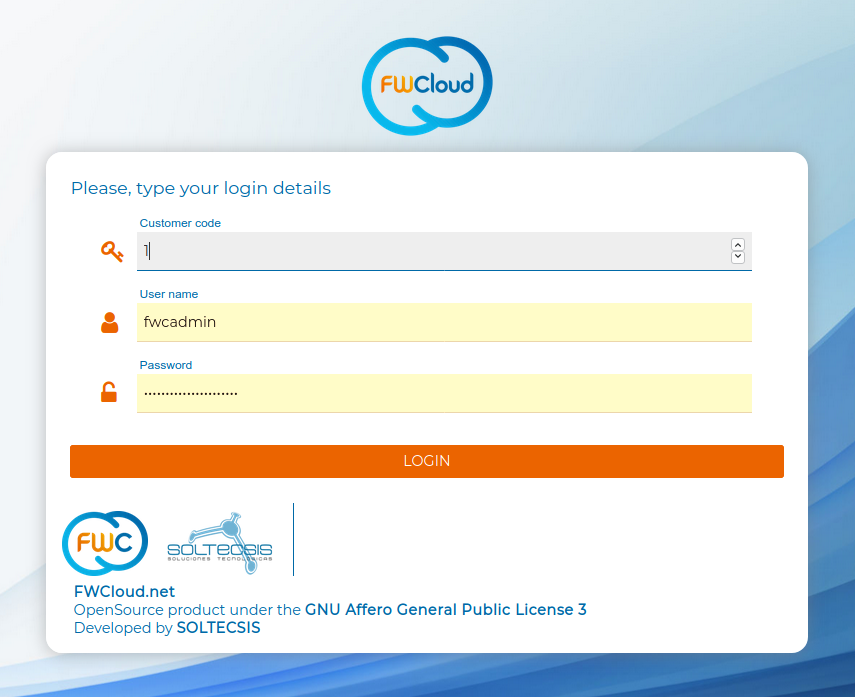 FWCloud
Please, type your login details
Customer code
1
User name
fwcadmin
Password
••••••••••••••••••••••
LOGIN
FWC
SOLTECSIS
SOLUCIONES TECNOLOGICAS
FWCloud.net
OpenSource product under the GNU Affero General Public License 3
Developed by SOLTECSIS